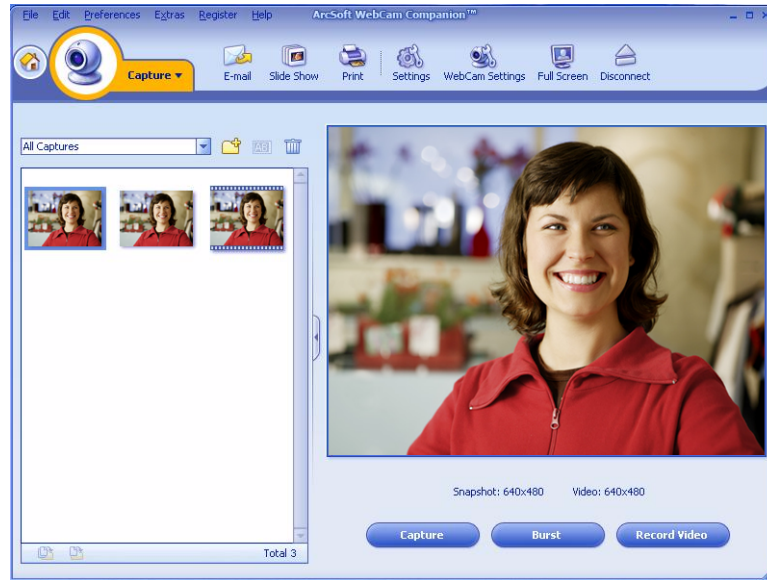 File Edit Preferences Extras Register Help ArcSoft WebCam Companion™
Capture E-mail Slide Show Print Settings WebCam Settings Full Screen Disconnect
All Captures
Snapshot: 640x480 Video: 640x480
Capture Burst Record Video
Total 3